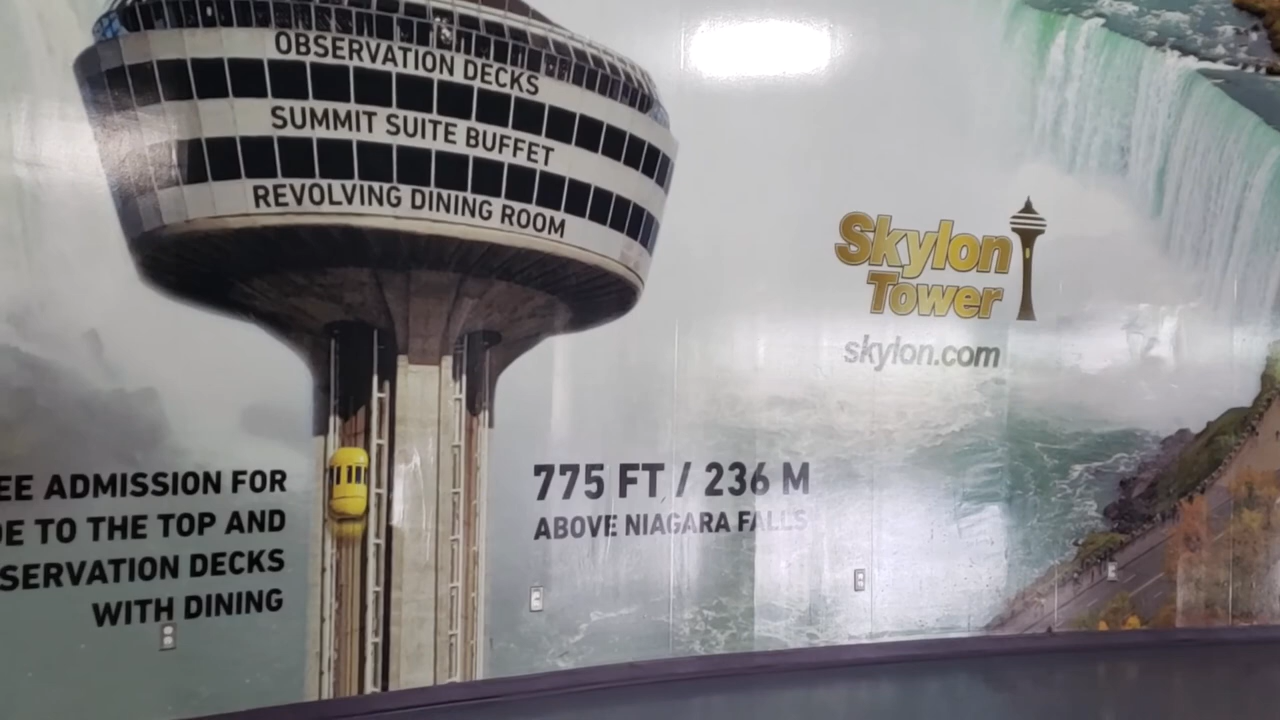 OBSERVATION DECKS
SUMMIT SUITE BUFFET
REVOLVING DINING ROOM
Skylon
Tower
skylon.com
775 FT / 236 M
ABOVE NIAGARA FALLS
EE ADMISSION FOR
DE TO THE TOP AND
SERVATION DECKS
WITH DINING